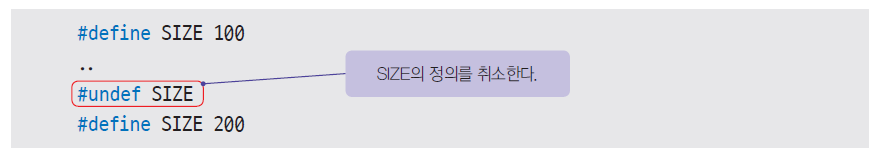 #define SIZE 100
..
#undef SIZE
SIZE의 정의를 취소한다.
#define SIZE 200